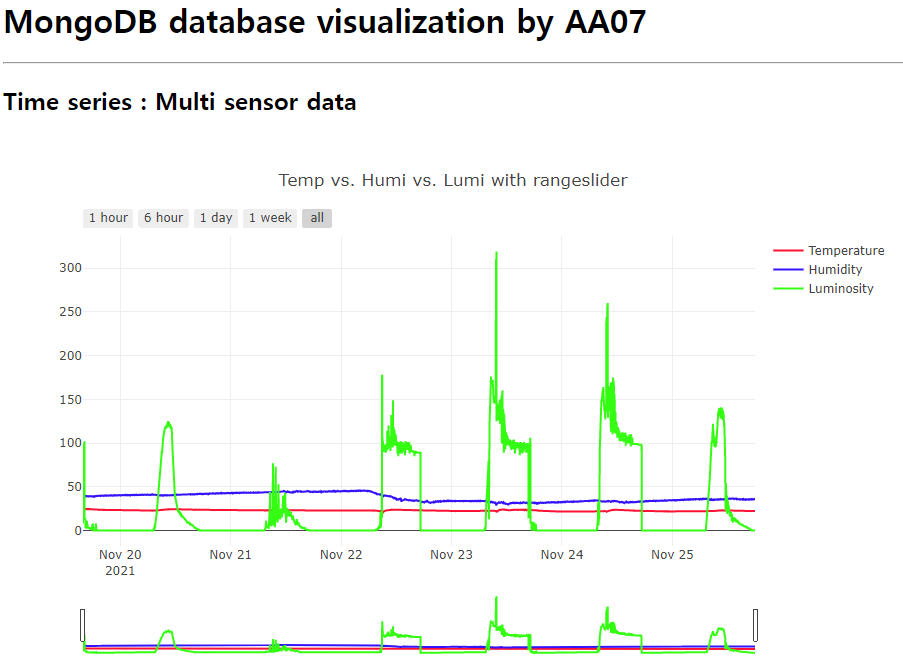 MongoDB database visualization by AA07
Time series : Multi sensor data
Temp vs. Humi vs. Lumi with rangeslider
1 hour 6 hour 1 day 1 week all
Temperature
Humidity
Luminosity
300
250
200
150
100
50
0
Nov 20 Nov 21 Nov 22 Nov 23 Nov 24 Nov 25
2021